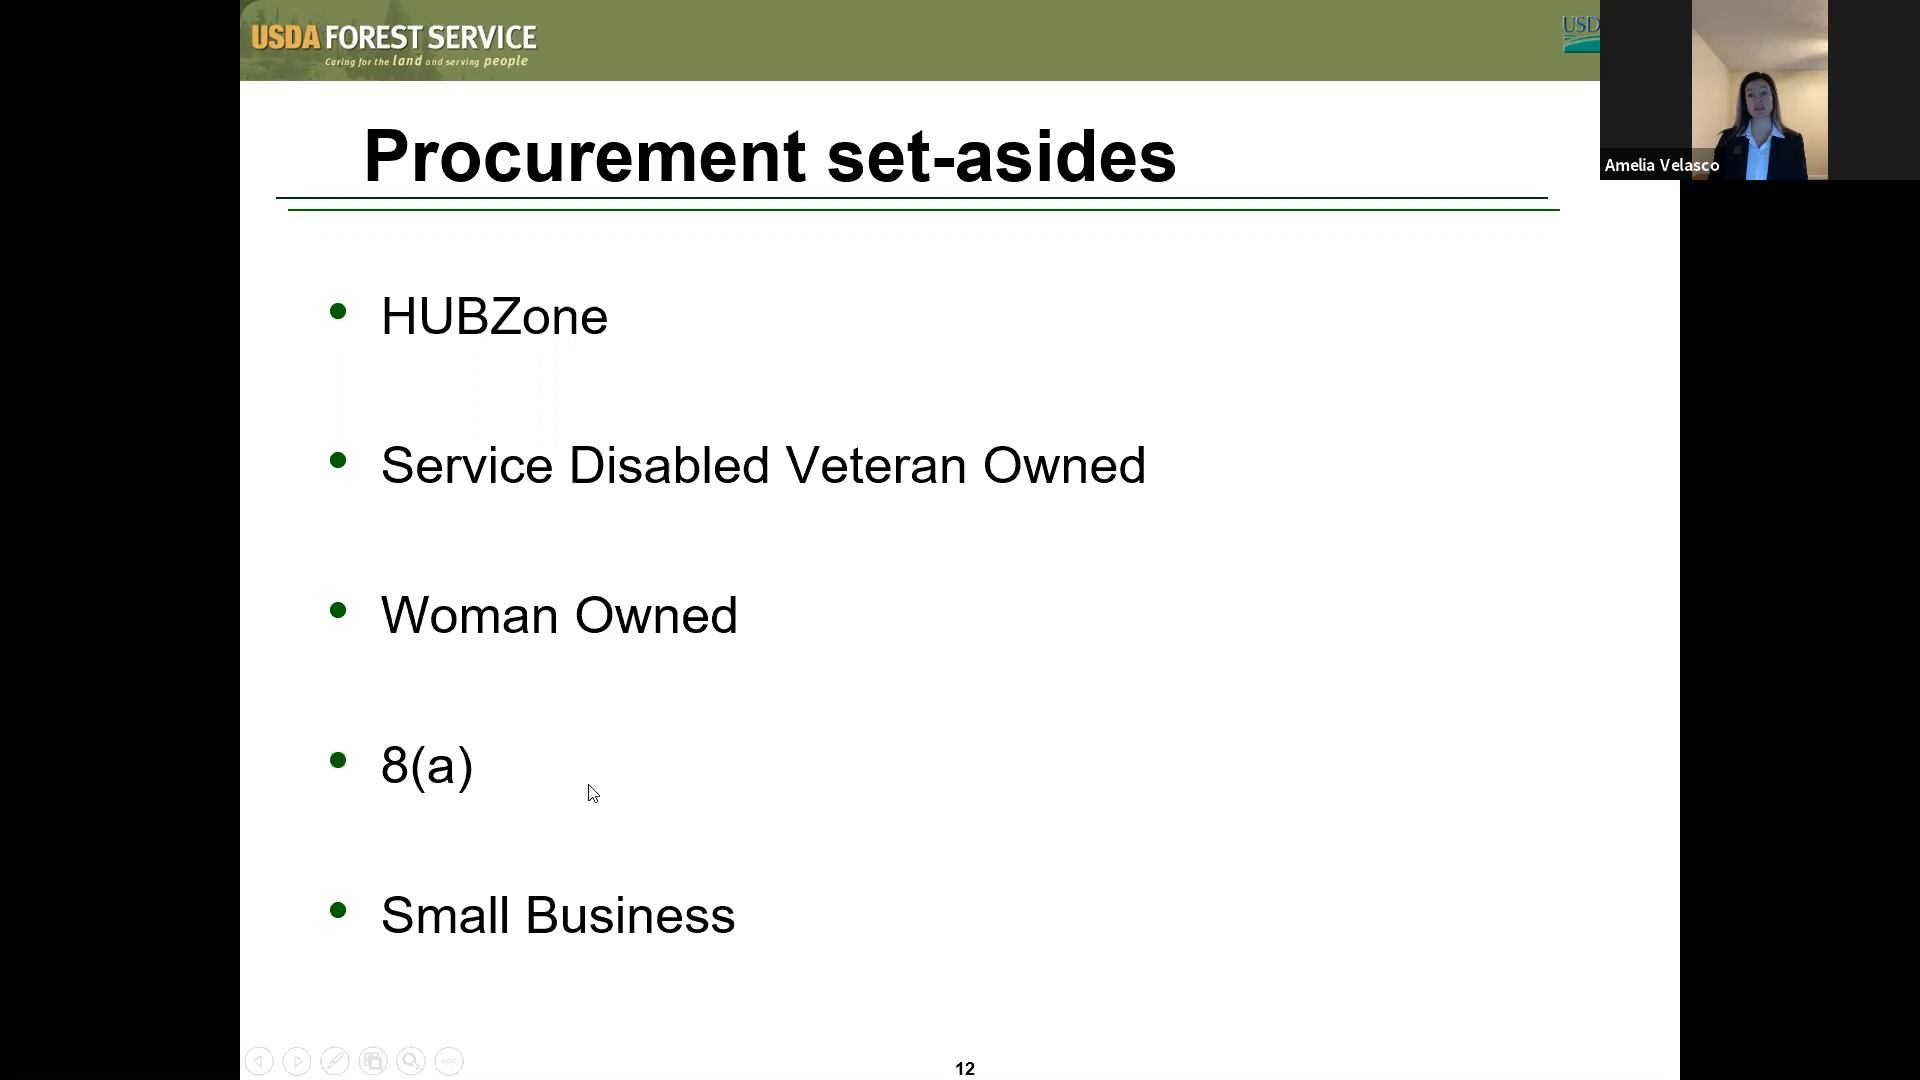 USDA FOREST SERVICE
Caring for the land and serving people
USD
Amelia Velasco
Procurement set-asides
• HUBZone
• Service Disabled Veteran Owned
• Woman Owned
• 8(a)
• Small Business
12